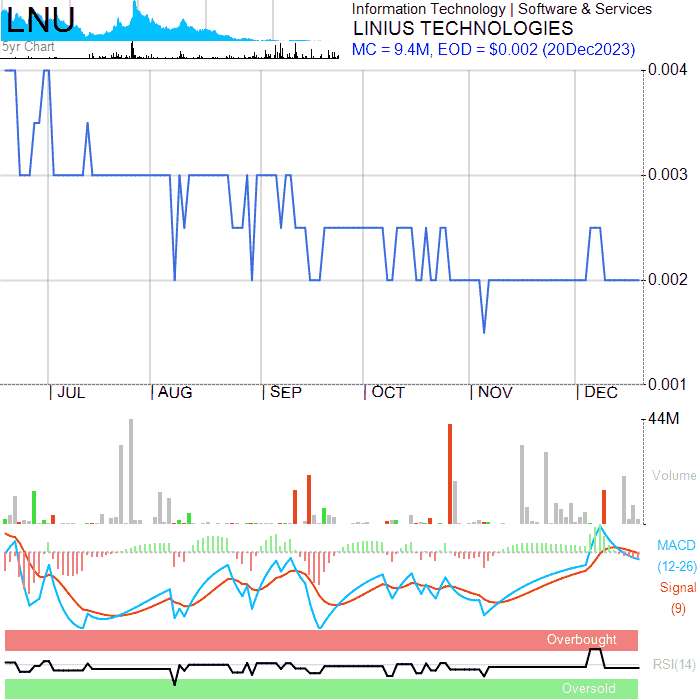 LNU
5yr Chart
Information Technology | Software & Services
LINIUS TECHNOLOGIES
MC = 9.4M, EOD = $0.002 (20Dec2023)
0.004
0.003
0.002
0.001
JUL AUG SEP OCT NOV DEC
44M
Volume
MACD
(12-26)
Signal
(9)
Overbought
RSI(14)
Oversold